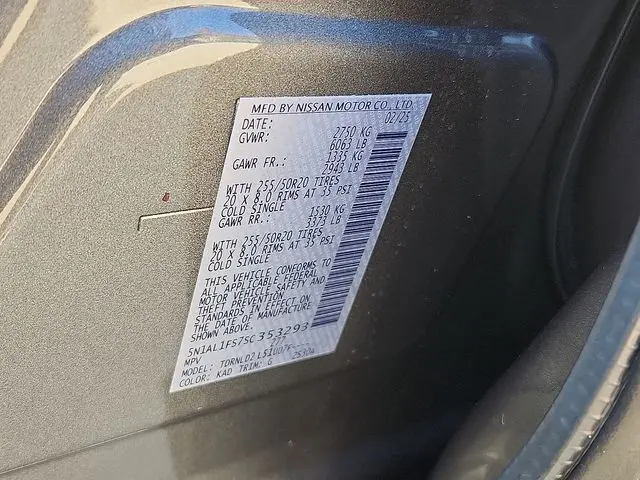 MFD BY NISSAN MOTOR CO., LTD.
DATE: 02/25
GVWR: 2750 KG
6063 LB
GAWR FR.: 1335 KG
2943 LB
WITH 255/50R20 TIRES
20 X 8.0 RIMS AT 35 PSI
COLD SINGLE
GAWR RR.: 1530 KG
3373 LB
WITH 255/50R20 TIRES
20 X 8.0 RIMS AT 35 PSI
COLD SINGLE
THIS VEHICLE CONFORMS TO
ALL APPLICABLE FEDERAL
MOTOR VEHICLE SAFETY AND
THEFT PREVENTION
STANDARDS IN EFFECT ON
THE DATE OF MANUFACTURE
SHOWN ABOVE.
5N1AL1FS7SC353293
MPV
MODEL:
COLOR: KAD TRIM: G